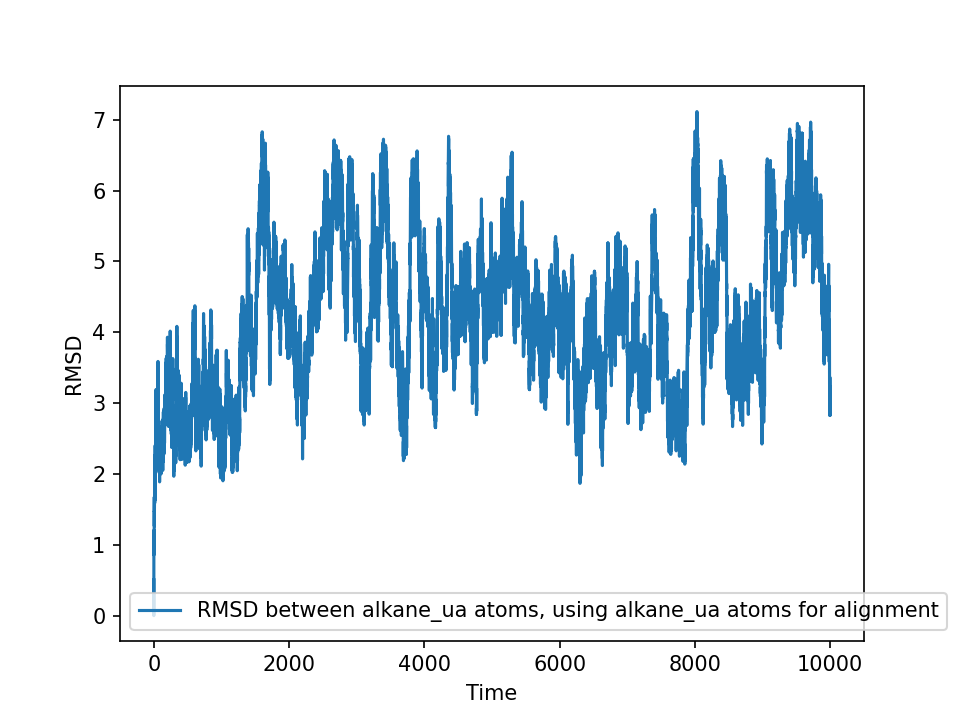 7
6
5
4
3
2
1
0
RMSD
RMSD between alkane_ua atoms, using alkane_ua atoms for alignment
0 2000 4000 6000 8000 10000
Time